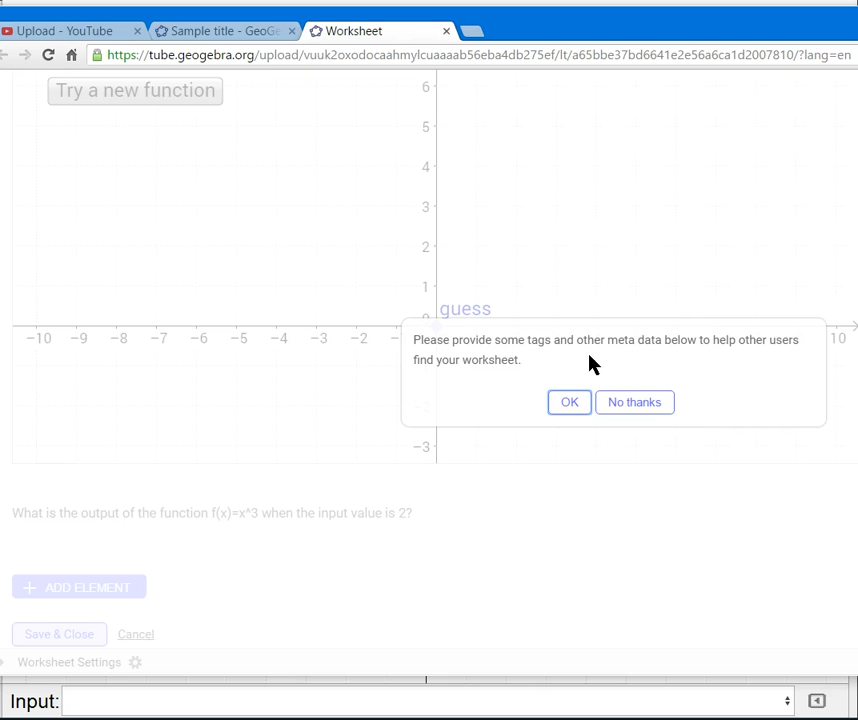 Upload - YouTube × Sample title - GeoGe × Worksheet ×
https://tube.geogebra.org/upload/vuuk2oxodocaahmylcuaaaab56eba4db275ef/lt/a65bbe37bd6641e2e56a6ca1d2007810/?lang=en
Try a new function
6
5
4
3
2
1
guess
0
−10 −9 −8 −7 −6 −5 −4 −3 −2 10
Please provide some tags and other meta data below to help other users
find your worksheet.
OK No thanks
−2
−3
What is the output of the function f(x)=x^3 when the input value is 2?
+ ADD ELEMENT
Save & Close Cancel
Worksheet Settings
Input: